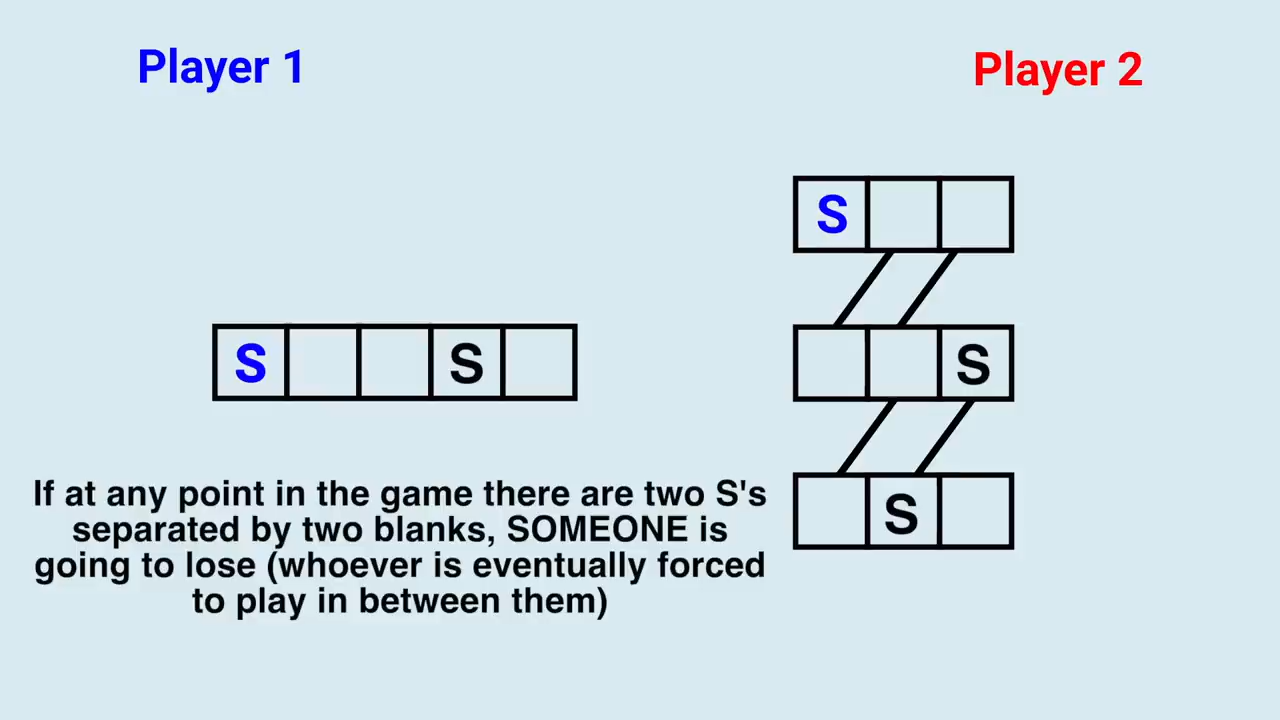 Player 1
Player 2
S
S S
S
S
If at any point in the game there are two S's
separated by two blanks, SOMEONE is
going to lose (whoever is eventually forced
to play in between them)